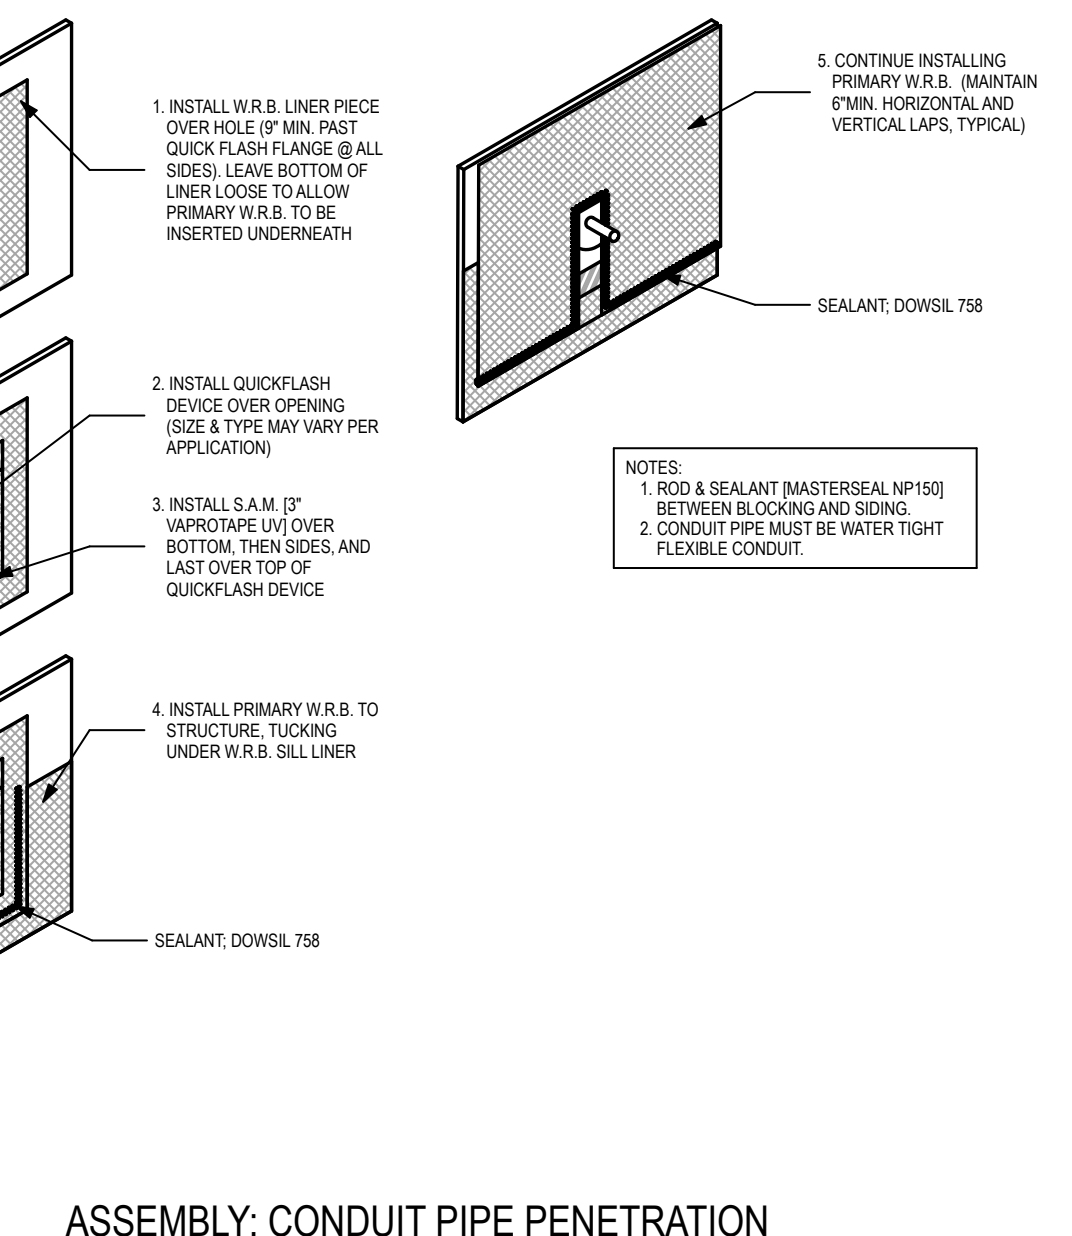 1. INSTALL W.R.B. LINER PIECE
OVER HOLE (9" MIN. PAST
QUICK FLASH FLANGE @ ALL
SIDES). LEAVE BOTTOM OF
LINER LOOSE TO ALLOW
PRIMARY W.R.B. TO BE
INSERTED UNDERNEATH
2. INSTALL QUICKFLASH
DEVICE OVER OPENING
(SIZE & TYPE MAY VARY PER
APPLICATION)
3. INSTALL S.A.M. [3"
VAPROTAPE UV] OVER
BOTTOM, THEN SIDES, AND
LAST OVER TOP OF
QUICKFLASH DEVICE
4. INSTALL PRIMARY W.R.B. TO
STRUCTURE, TUCKING
UNDER W.R.B. SILL LINER
SEALANT; DOWSIL 758
5. CONTINUE INSTALLING
PRIMARY W.R.B. (MAINTAIN
6"MIN. HORIZONTAL AND
VERTICAL LAPS, TYPICAL)
SEALANT; DOWSIL 758
NOTES:
1. ROD & SEALANT [MASTERSEAL NP150]
BETWEEN BLOCKING AND SIDING.
2. CONDUIT PIPE MUST BE WATER TIGHT
FLEXIBLE CONDUIT.
ASSEMBLY: CONDUIT PIPE PENETRATION